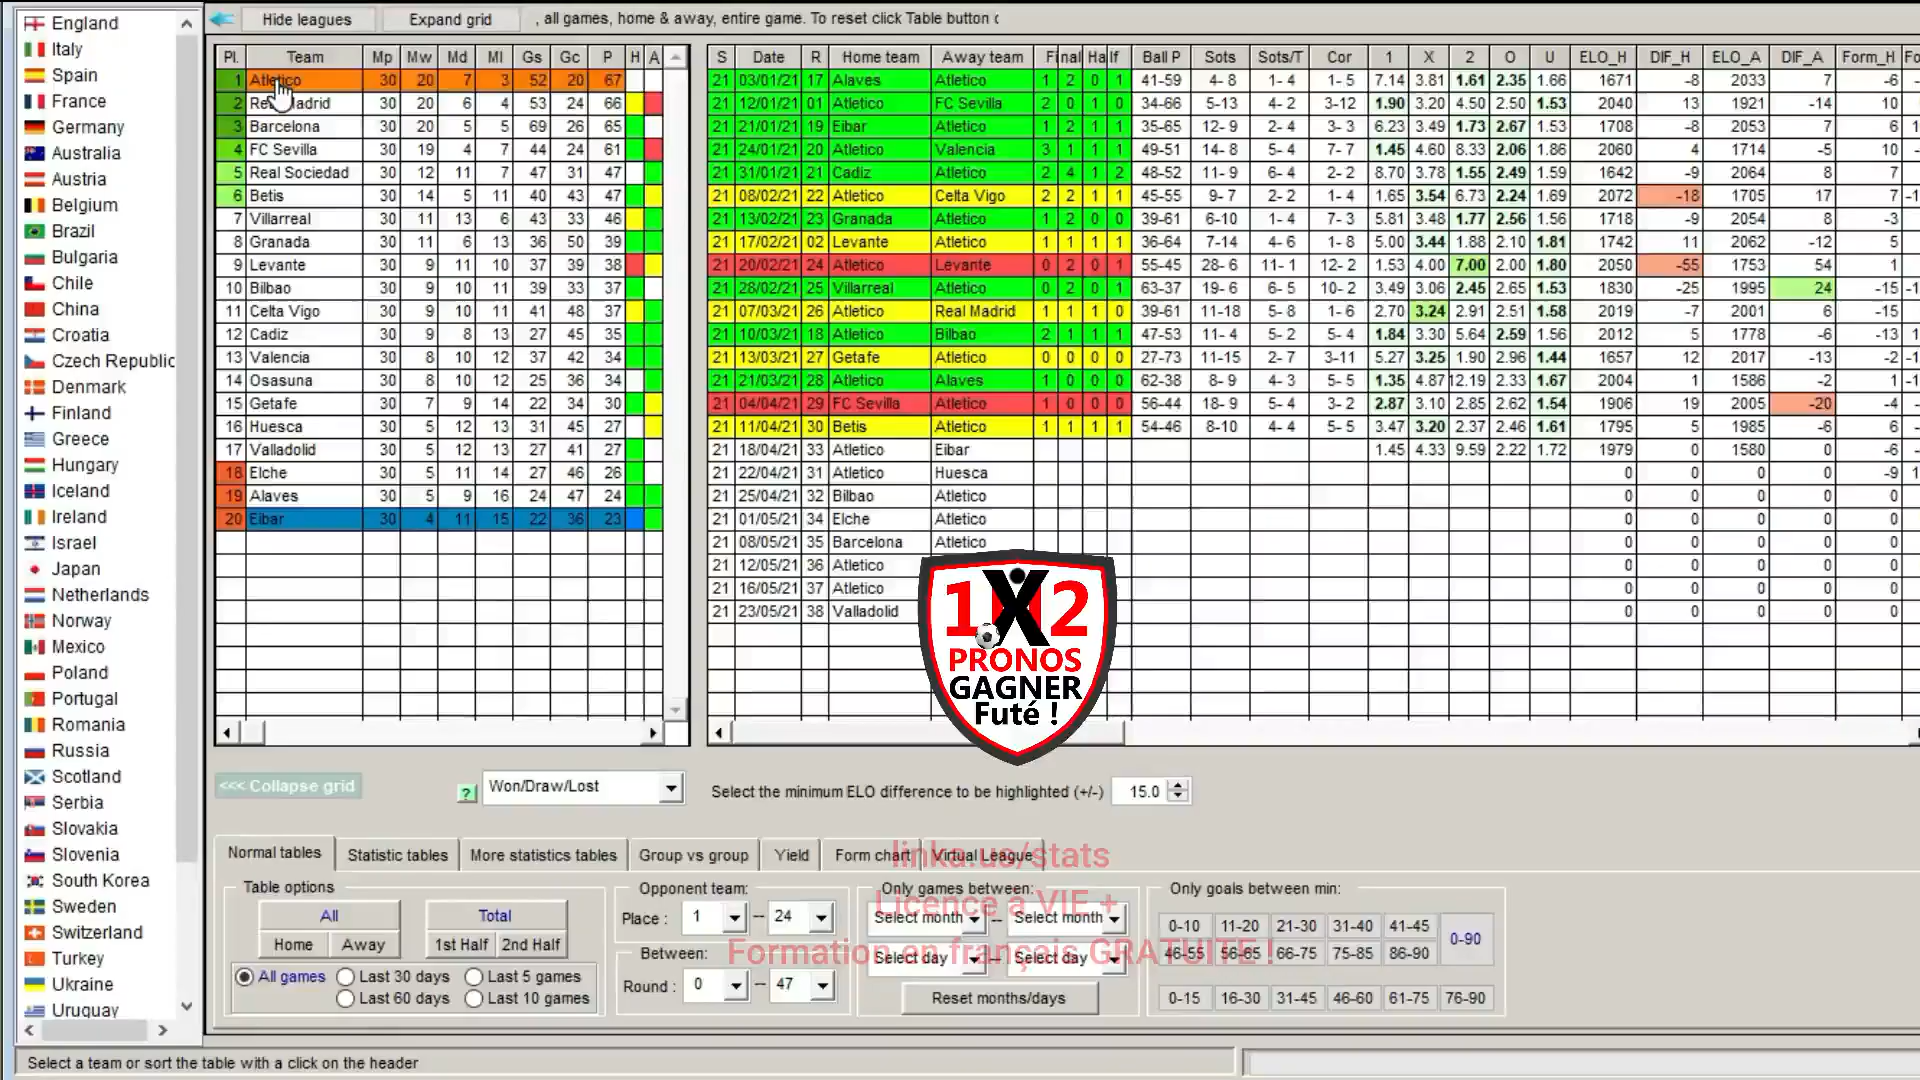 England
Italy
Spain
France
Germany
Australia
Austria
Belgium
Brazil
Bulgaria
Chile
China
Croatia
Czech Republic
Denmark
Finland
Greece
Hungary
Iceland
Ireland
Israel
Japan
Netherlands
Norway
Mexico
Poland
Portugal
Romania
Russia
Scotland
Serbia
Slovakia
Slovenia
South Korea
Sweden
Switzerland
Turkey
Ukraine
Uruguay
Hide leagues Expand grid , all games, home & away, entire game. To reset click Table button
Pl. Team Mp Mw Md Ml Gs Gc P H A
1 Atletico 30 20 7 3 52 20 67
2 Real Madrid 30 20 6 4 53 24 66
3 Barcelona 30 20 5 5 69 26 65
4 FC Sevilla 30 19 4 7 44 24 61
5 Real Sociedad 30 12 11 7 47 31 47
6 Betis 30 14 5 11 40 43 47
7 Villarreal 30 11 13 6 43 33 46
8 Granada 30 11 6 13 36 50 39
9 Levante 30 9 11 10 37 39 38
10 Bilbao 30 9 10 11 39 33 37
11 Celta Vigo 30 9 10 11 41 48 37
12 Cadiz 30 9 8 13 27 45 35
13 Valencia 30 8 10 12 37 42 34
14 Osasuna 30 8 10 12 25 36 34
15 Getafe 30 7 9 14 22 34 30
16 Huesca 30 5 12 13 31 45 27
17 Valladolid 30 5 12 13 27 41 27
18 Elche 30 5 11 14 27 46 26
19 Alaves 30 5 9 16 24 47 24
20 Eibar 30 4 11 15 22 36 23
S Date R Home team Away team Final Half Ball P Sots Sots/T Cor 1 X 2 O U ELO_H DIF_H ELO_A DIF_A Form_H Fo
21 03/01/21 17 Alaves Atletico 1 2 0 1 41-59 4- 8 1- 4 1- 5 7.14 3.81 1.61 2.35 1.66 1671 -8 2033 7 -6
21 12/01/21 01 Atletico FC Sevilla 2 0 1 0 34-66 5-13 4- 2 3-12 1.90 3.20 4.50 2.50 1.53 2040 13 1921 -14 10
21 21/01/21 19 Eibar Atletico 1 2 1 1 35-65 12- 9 2- 4 3- 3 6.23 3.49 1.73 2.67 1.53 1708 -8 2053 7 6 1
21 24/01/21 20 Atletico Valencia 3 1 1 1 49-51 14- 8 5- 4 7- 7 1.45 4.60 8.33 2.06 1.86 2060 4 1714 -5 10
21 31/01/21 21 Cadiz Atletico 2 4 1 2 48-52 11- 9 6- 4 2- 2 8.70 3.78 1.55 2.49 1.59 1642 -9 2064 8 7
21 08/02/21 22 Atletico Celta Vigo 2 2 1 1 45-55 9- 7 2- 2 1- 4 1.65 3.54 6.73 2.24 1.69 2072 -18 1705 17 7 -1
21 13/02/21 23 Granada Atletico 1 2 0 0 39-61 6-10 1- 4 7- 3 5.81 3.48 1.77 2.56 1.56 1718 -9 2054 8 -3
21 17/02/21 02 Levante Atletico 1 1 1 1 36-64 7-14 4- 6 1- 8 5.00 3.44 1.88 2.10 1.81 1742 11 2062 -12 5
21 20/02/21 24 Atletico Levante 0 2 0 1 55-45 28- 6 11- 1 12- 2 1.53 4.00 7.00 2.00 1.80 2050 -55 1753 54 1
21 28/02/21 25 Villarreal Atletico 0 2 0 1 63-37 19- 6 6- 5 10- 2 3.49 3.06 2.45 2.65 1.53 1830 -25 1995 24 -15 -1
21 07/03/21 26 Atletico Real Madrid 1 1 1 0 39-61 11-18 5- 8 1- 6 2.70 3.24 2.91 2.51 1.58 2019 -7 2001 6 -15
21 10/03/21 18 Atletico Bilbao 2 1 1 1 47-53 11- 4 5- 2 5- 4 1.84 3.30 5.64 2.59 1.56 2012 5 1778 -6 -13 1
21 13/03/21 27 Getafe Atletico 0 0 0 0 27-73 11-15 2- 7 3-11 5.27 3.25 1.90 2.96 1.44 1657 12 2017 -13 -2 -1
21 21/03/21 28 Atletico Alaves 1 0 0 0 62-38 8- 9 4- 3 5- 5 1.35 4.87 12.19 2.33 1.67 2004 1 1586 -2 1 -1
21 04/04/21 29 FC Sevilla Atletico 1 0 0 0 56-44 18- 9 5- 4 3- 2 2.87 3.10 2.85 2.62 1.54 1906 19 2005 -20 -4
21 11/04/21 30 Betis Atletico 1 1 1 1 54-46 8-10 4- 4 5- 5 3.47 3.20 2.37 2.46 1.61 1795 5 1985 -6 6
21 18/04/21 33 Atletico Eibar 1.45 4.33 9.59 2.22 1.72 1979 0 1580 0 -6
21 22/04/21 31 Atletico Huesca 0 0 0 0 -9 1
21 25/04/21 32 Bilbao Atletico 0 0 0 0
21 01/05/21 34 Elche Atletico 0 0 0 0
21 08/05/21 35 Barcelona Atletico 0 0 0 0
21 12/05/21 36 Atletico 0 0 0 0
21 16/05/21 37 Atletico 0 0 0 0
21 23/05/21 38 Valladolid 0 0 0 0
1X2
PRONOS
GAGNER
Futé !
<<< Collapse grid ? Won/Draw/Lost Select the minimum ELO difference to be highlighted (+/-) 15.0
Normal tables Statistic tables More statistics tables Group vs group Yield Form chart Virtual League
linka.us/stats
Licence à VIE +
Formation en français GRATUITE !
Table options
All Total
Home Away 1st Half 2nd Half
All games Last 30 days Last 5 games
Last 60 days Last 10 games
Opponent team:
Place : 1 -- 24
Between:
Round : 0 -- 47
Only games between:
Select month -- Select month
Select day -- Select day
Reset months/days
Only goals between min:
0-10 11-20 21-30 31-40 41-45 0-90
46-55 56-65 66-75 75-85 86-90
0-15 16-30 31-45 46-60 61-75 76-90
Select a team or sort the table with a click on the header